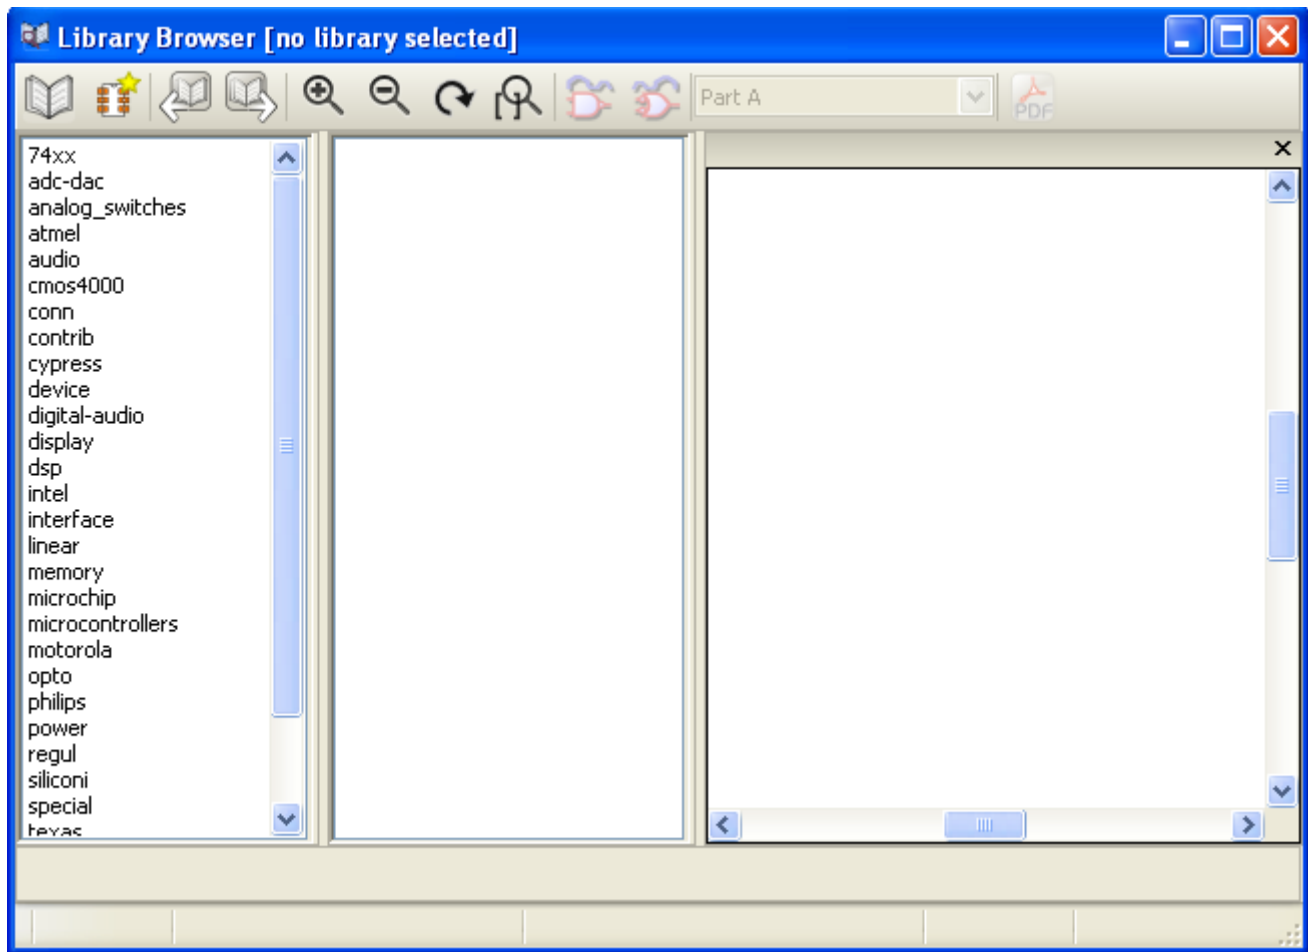 Library Browser [no library selected]
Part A
PDF
74xx
adc-dac
analog_switches
atmel
audio
cmos4000
conn
contrib
cypress
device
digital-audio
display
dsp
intel
interface
linear
memory
microchip
microcontrollers
motorola
opto
philips
power
regul
siliconi
special
texas